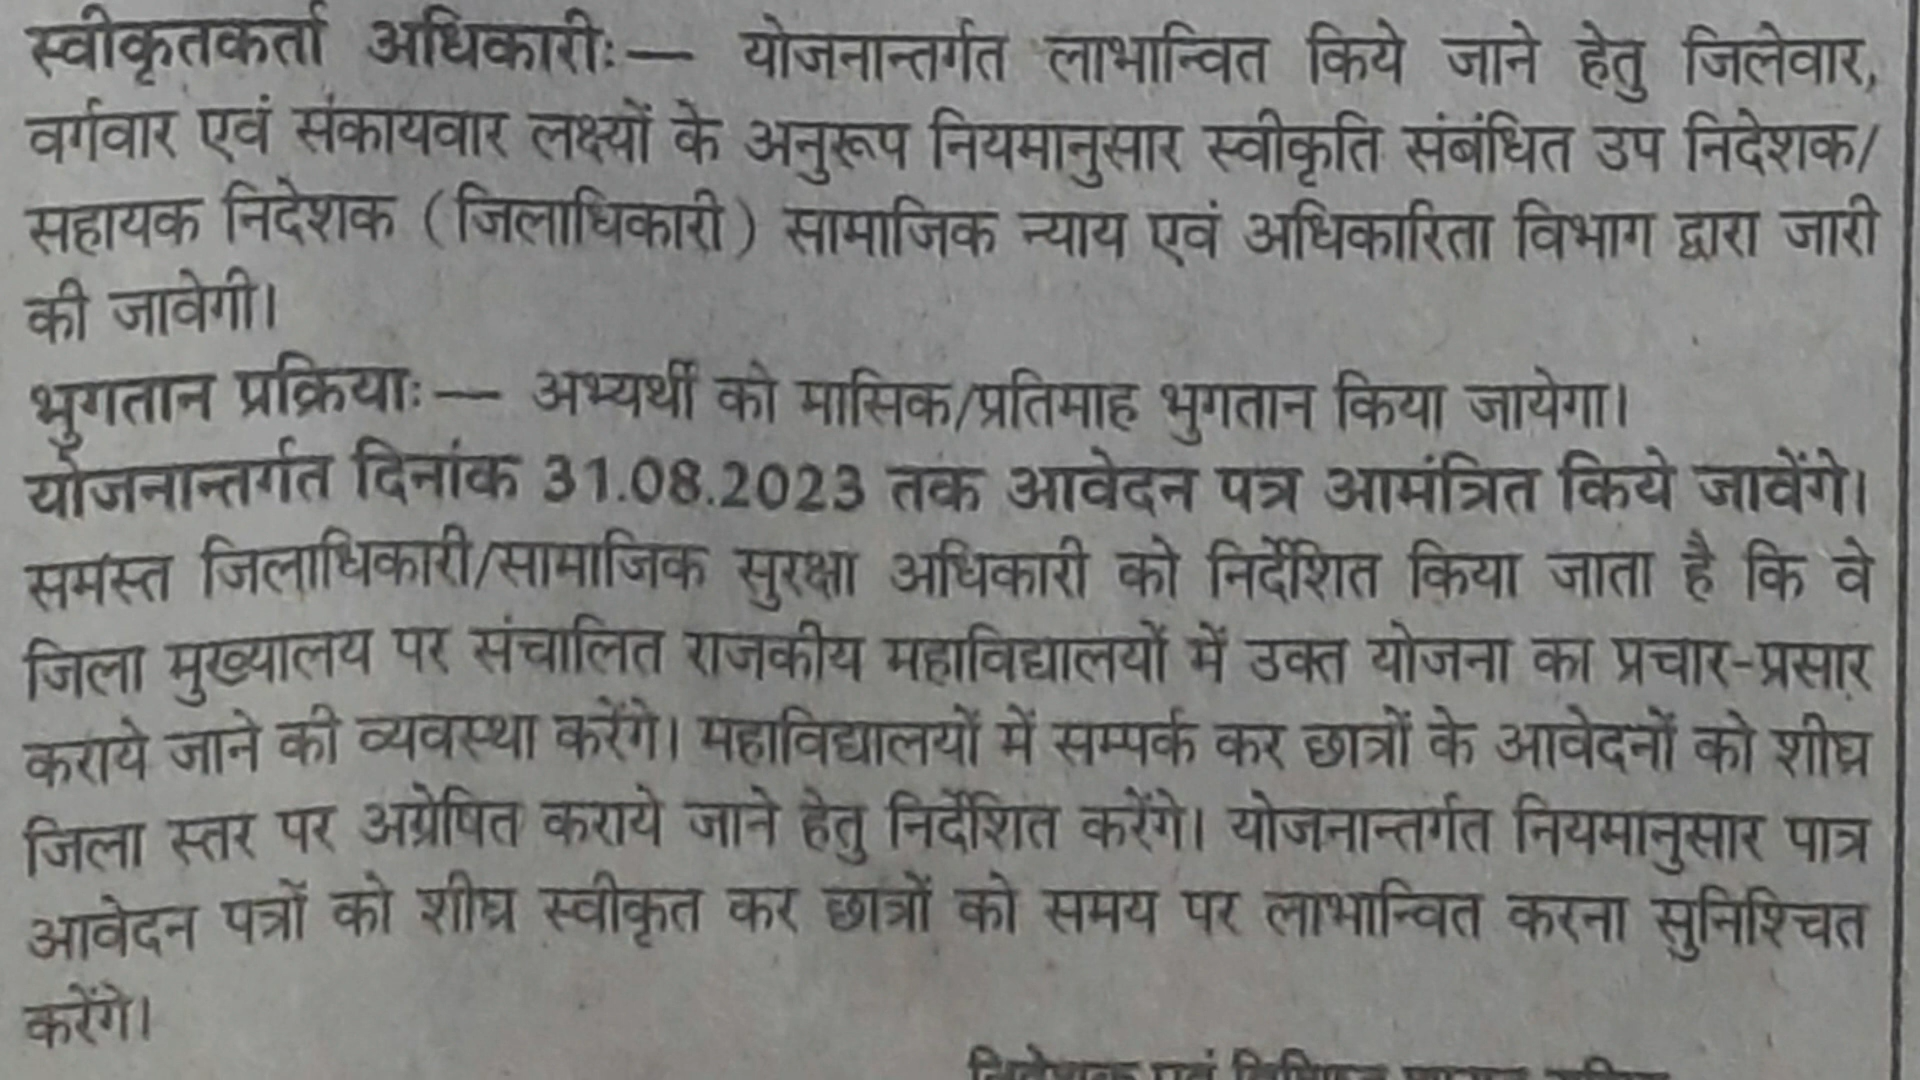 स्वीकृतकर्ता अधिकारीः— योजनान्तर्गत लाभान्वित किये जाने हेतु जिलेवार,
वर्गवार एवं संकायवार लक्ष्यों के अनुरूप नियमानुसार स्वीकृति संबंधित उप निदेशक/
सहायक निदेशक (जिलाधिकारी) सामाजिक न्याय एवं अधिकारिता विभाग द्वारा जारी
की जावेगी।
भुगतान प्रक्रियाः— अभ्यर्थी को मासिक/प्रतिमाह भुगतान किया जायेगा।
योजनान्तर्गत दिनांक 31.08.2023 तक आवेदन पत्र आमंत्रित किये जावेंगे।
समस्त जिलाधिकारी/सामाजिक सुरक्षा अधिकारी को निर्देशित किया जाता है कि वे
जिला मुख्यालय पर संचालित राजकीय महाविद्यालयों में उक्त योजना का प्रचार-प्रसार
कराये जाने की व्यवस्था करेंगे। महाविद्यालयों में सम्पर्क कर छात्रों के आवेदनों को शीघ्र
जिला स्तर पर अग्रेषित कराये जाने हेतु निर्देशित करेंगे। योजनान्तर्गत नियमानुसार पात्र
आवेदन पत्रों को शीघ्र स्वीकृत कर छात्रों को समय पर लाभान्वित करना सुनिश्चित
करेंगे।